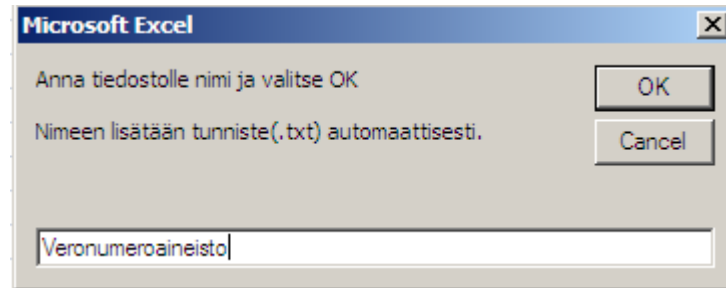 Microsoft Excel
Anna tiedostolle nimi ja valitse OK
OK
Nimeen lisätään tunniste(.txt) automaattisesti.
Cancel
Veronumeroaineisto